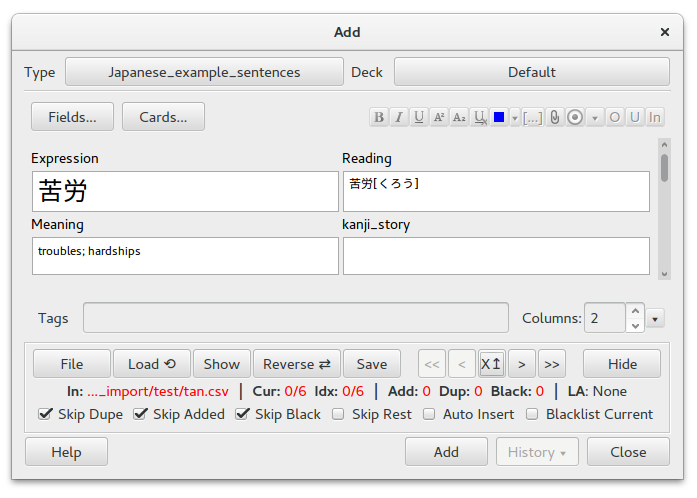 Add
Type Japanese_example_sentences Deck Default
Fields... Cards... B I U A² A₂ U [...] O U In
Expression Reading
苦労 苦労[くろう]
Meaning kanji_story
troubles; hardships
Tags Columns: 2
File Load ⟲ Show Reverse ⇄ Save << < X↥ > >> Hide
In: ..._import/test/tan.csv | Cur: 0/6 Idx: 0/6 | Add: 0 Dup: 0 Black: 0 | LA: None
Skip Dupe Skip Added Skip Black Skip Rest Auto Insert Blacklist Current
Help Add History Close